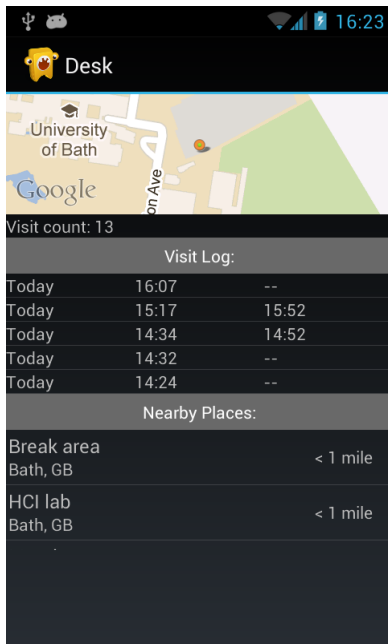 16:23
Desk
University
of Bath
on Ave
Google
Visit count: 13
Visit Log:
Today 16:07 --
Today 15:17 15:52
Today 14:34 14:52
Today 14:32 --
Today 14:24 --
Nearby Places:
Break area
Bath, GB
< 1 mile
HCI lab
Bath, GB
< 1 mile